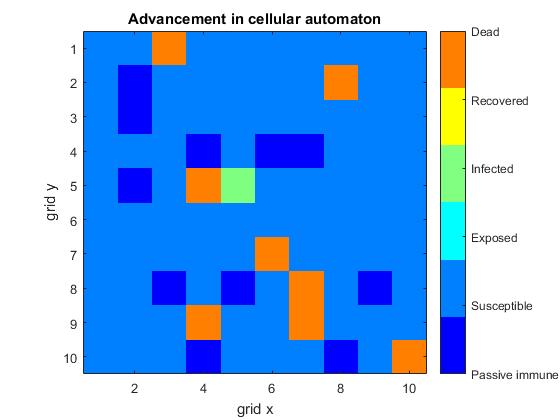 Advancement in cellular automaton
grid y
1
2
3
4
5
6
7
8
9
10
2
4
6
8
10
grid x
Dead
Recovered
Infected
Exposed
Susceptible
Passive immune